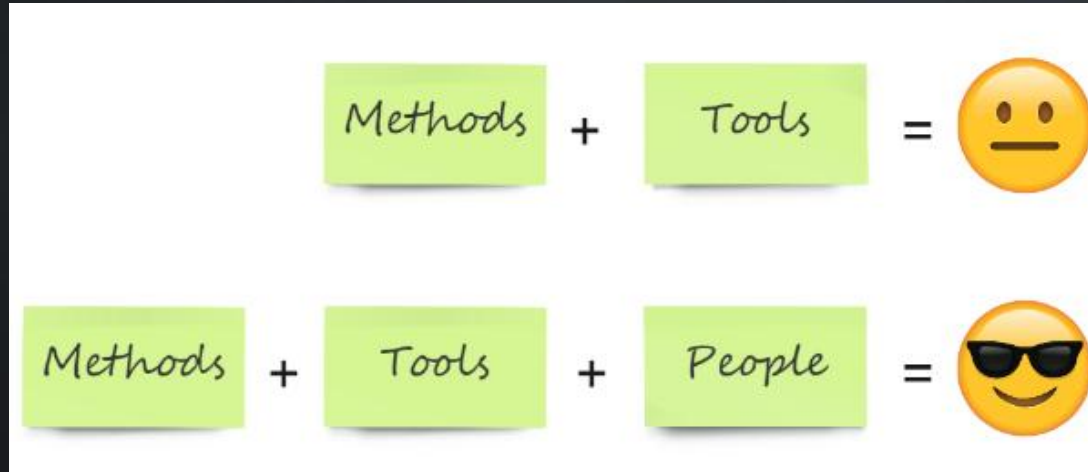 Methods + Tools =
Methods + Tools + People =